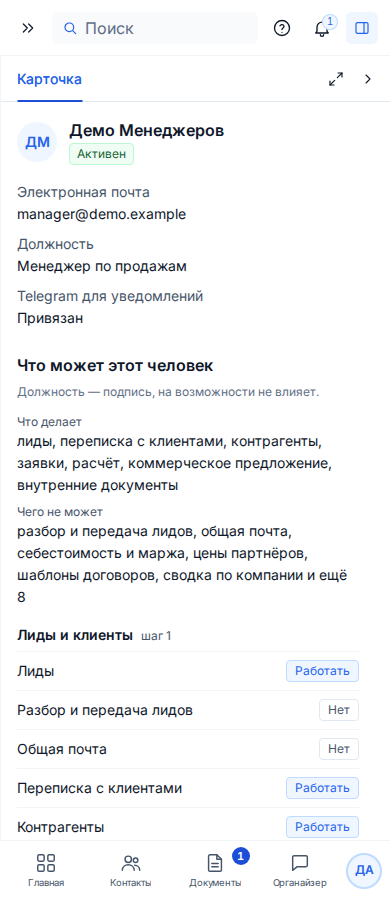 Поиск
1
Карточка
ДМ
Демо Менеджеров
Активен
Электронная почта
manager@demo.example
Должность
Менеджер по продажам
Telegram для уведомлений
Привязан
Что может этот человек
Должность — подпись, на возможности не влияет.
Что делает
лиды, переписка с клиентами, контрагенты,
заявки, расчёт, коммерческое предложение,
внутренние документы
Чего не может
разбор и передача лидов, общая почта,
себестоимость и маржа, цены партнёров,
шаблоны договоров, сводка по компании и ещё
8
Лиды и клиенты шаг 1
Лиды Работать
Разбор и передача лидов Нет
Общая почта Нет
Переписка с клиентами Работать
Контрагенты Работать
1
Главная Контакты Документы Органайзер ДА